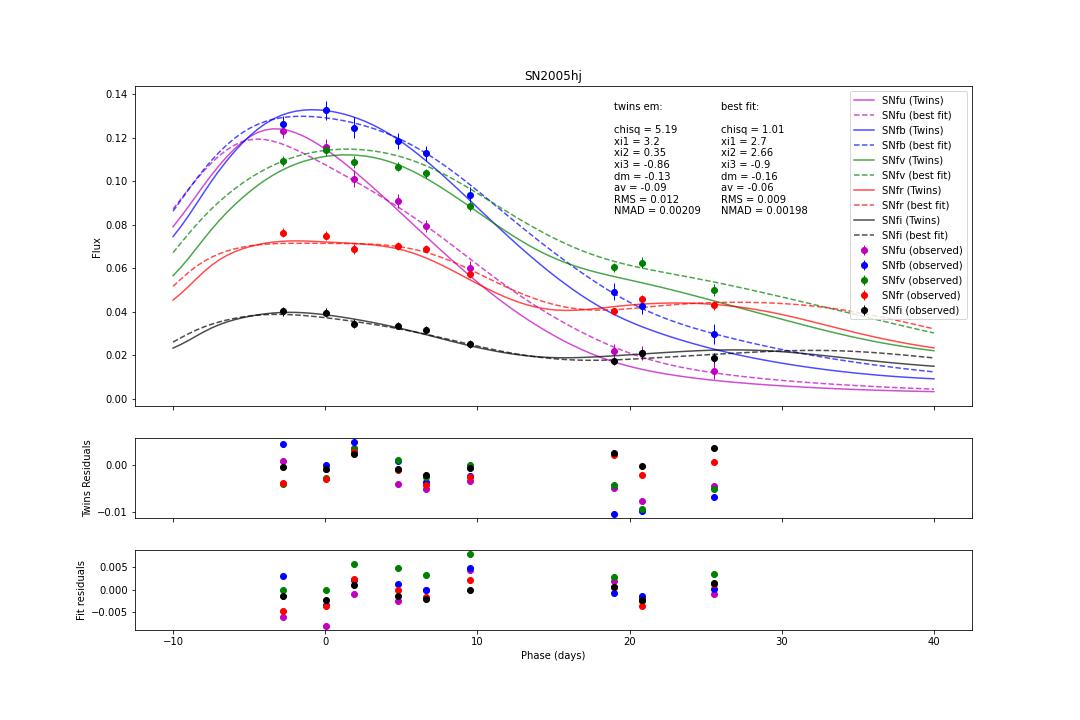 SN2005hj
0.14
0.12
0.10
0.08
0.06
0.04
0.02
0.00
Flux
twins em:
chisq = 5.19
xi1 = 3.2
xi2 = 0.35
xi3 = -0.86
dm = -0.13
av = -0.09
RMS = 0.012
NMAD = 0.00209
best fit:
chisq = 1.01
xi1 = 2.7
xi2 = 2.66
xi3 = -0.9
dm = -0.16
av = -0.06
RMS = 0.009
NMAD = 0.00198
SNfu (Twins)
SNfu (best fit)
SNfb (Twins)
SNfb (best fit)
SNfv (Twins)
SNfv (best fit)
SNfr (Twins)
SNfr (best fit)
SNfi (Twins)
SNfi (best fit)
SNfu (observed)
SNfb (observed)
SNfv (observed)
SNfr (observed)
SNfi (observed)
0.00
−0.01
Twins Residuals
0.005
0.000
−0.005
Fit residuals
−10
0
10
20
30
40
Phase (days)